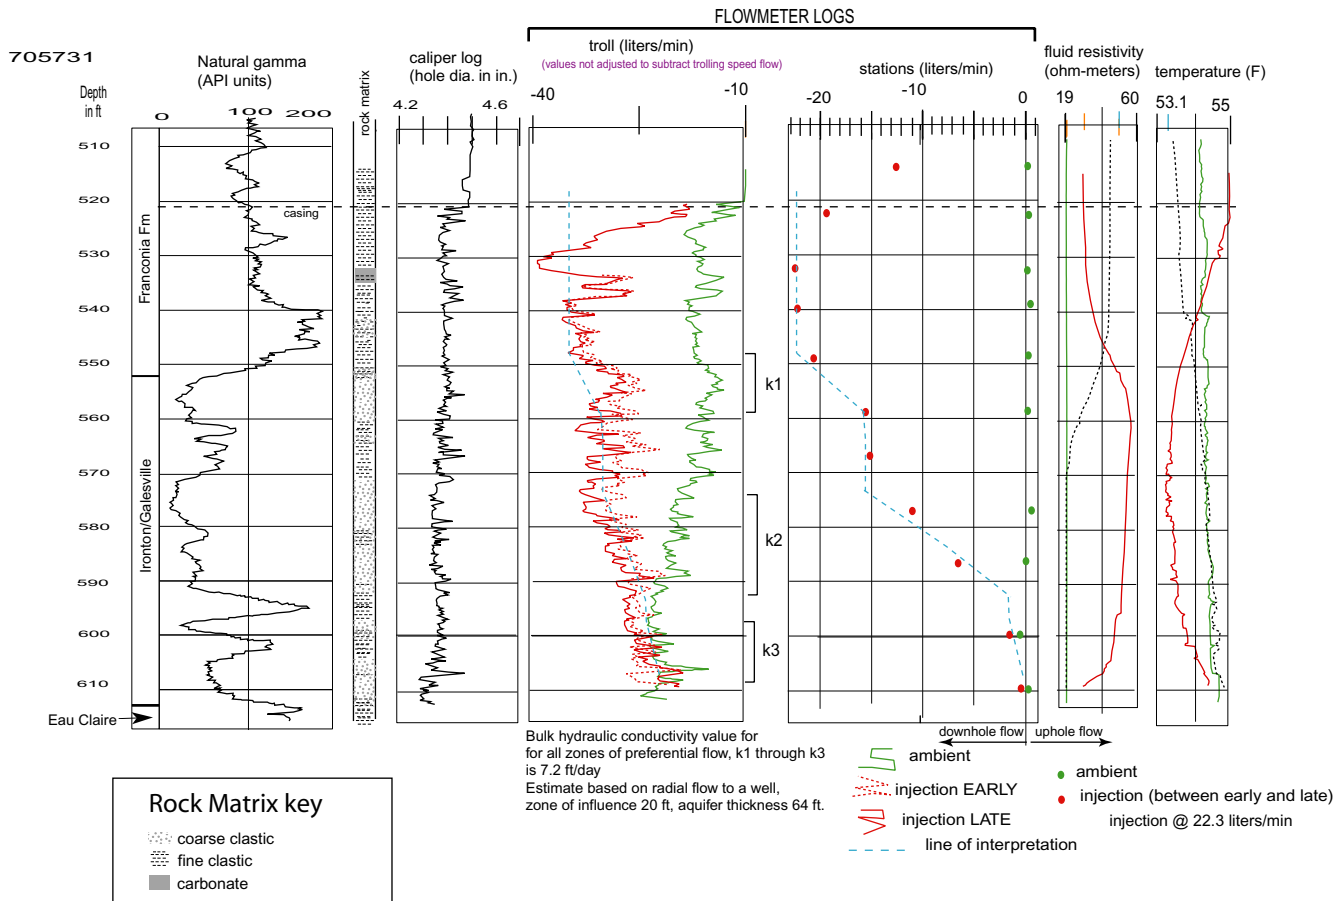 FLOWMETER LOGS
705731
Natural gamma
(API units)
caliper log
(hole dia. in in.)
troll (liters/min)
(values not adjusted to subtract trolling speed flow)
stations (liters/min)
fluid resistivity
(ohm-meters)
temperature (F)
Depth
in ft
rock matrix
0 100 200
4.2 4.6
-40 -10
-20 -10 0
19 60
53.1 55
510
520
530
540
550
560
570
580
590
600
610
casing
Franconia Fm
Ironton/Galesville
Eau Claire
k1
k2
k3
downhole flow uphole flow
Bulk hydraulic conductivity value for
for all zones of preferential flow, k1 through k3
is 7.2 ft/day
Estimate based on radial flow to a well,
zone of influence 20 ft, aquifer thickness 64 ft.
ambient
injection EARLY
injection LATE
line of interpretation
ambient
injection (between early and late)
injection @ 22.3 liters/min
Rock Matrix key
coarse clastic
fine clastic
carbonate